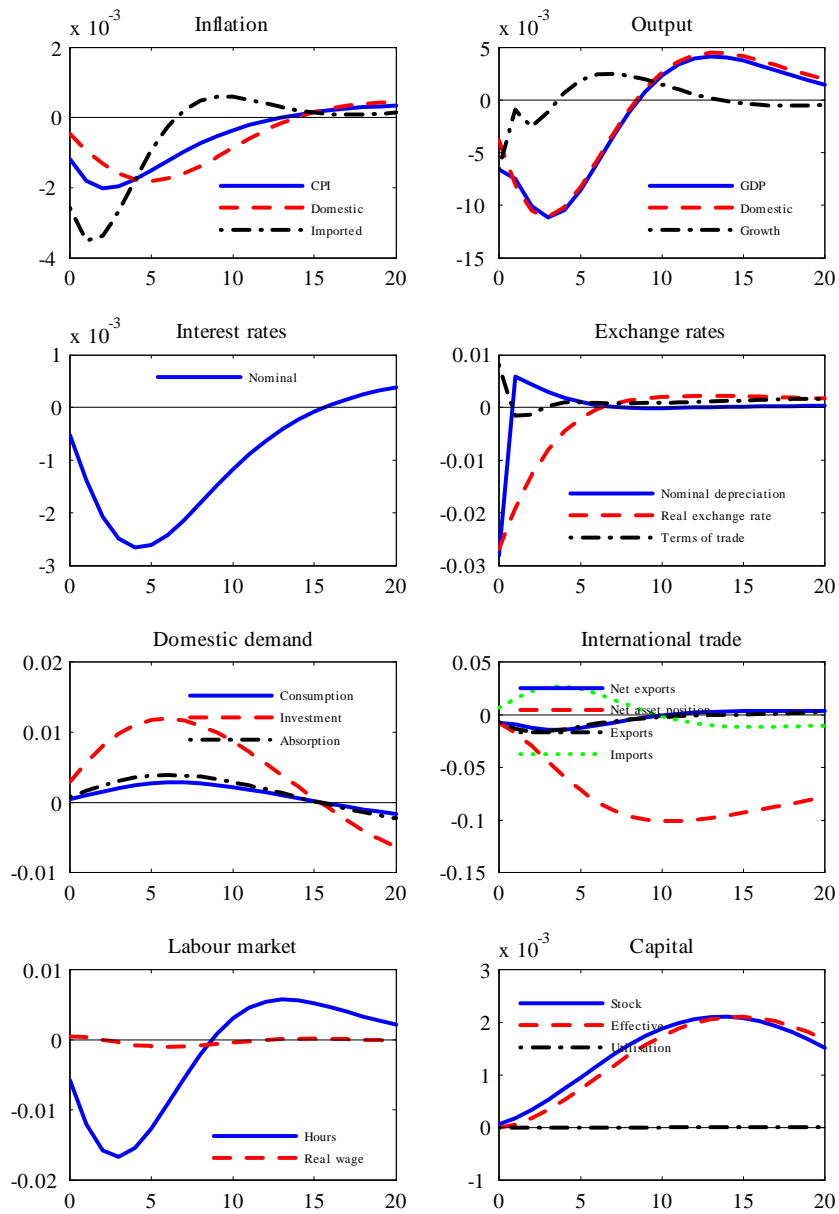 x 10-3
Inflation
2
0
-2
-4
CPI
Domestic
Imported
0 5 10 15 20
x 10-3
Output
5
0
-5
-10
-15
GDP
Domestic
Growth
0 5 10 15 20
x 10-3
Interest rates
1
0
-1
-2
-3
Nominal
0 5 10 15 20
Exchange rates
0.01
0
-0.01
-0.02
-0.03
Nominal depreciation
Real exchange rate
Terms of trade
0 5 10 15 20
Domestic demand
0.02
0.01
0
-0.01
Consumption
Investment
Absorption
0 5 10 15 20
International trade
0.05
0
-0.05
-0.1
-0.15
Net exports
Net asset position
Exports
Imports
0 5 10 15 20
Labour market
0.01
0
-0.01
-0.02
Hours
Real wage
0 5 10 15 20
x 10-3
Capital
3
2
1
0
-1
Stock
Effective
Utilisation
0 5 10 15 20